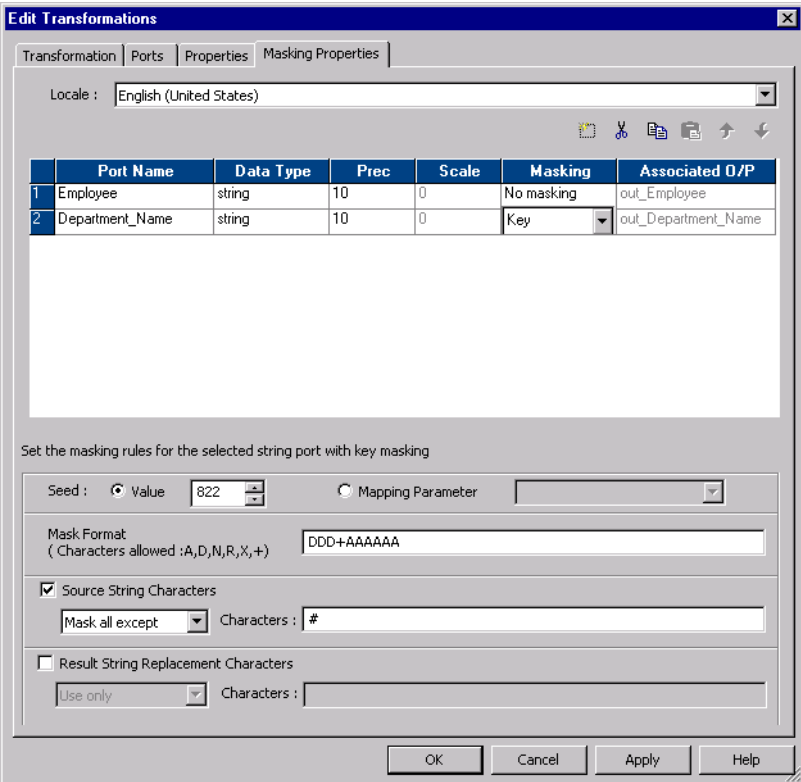 Edit Transformations
Transformation Ports Properties Masking Properties
Locale : English (United States)
Port Name Data Type Prec Scale Masking Associated O/P
1 Employee string 10 0 No masking out_Employee
2 Department_Name string 10 0 Key out_Department_Name
Set the masking rules for the selected string port with key masking
Seed : Value 822 Mapping Parameter
Mask Format
( Characters allowed :A,D,N,R,X,+) DDD+AAAAAA
Source String Characters
Mask all except Characters : #
Result String Replacement Characters
Use only Characters :
OK Cancel Apply Help